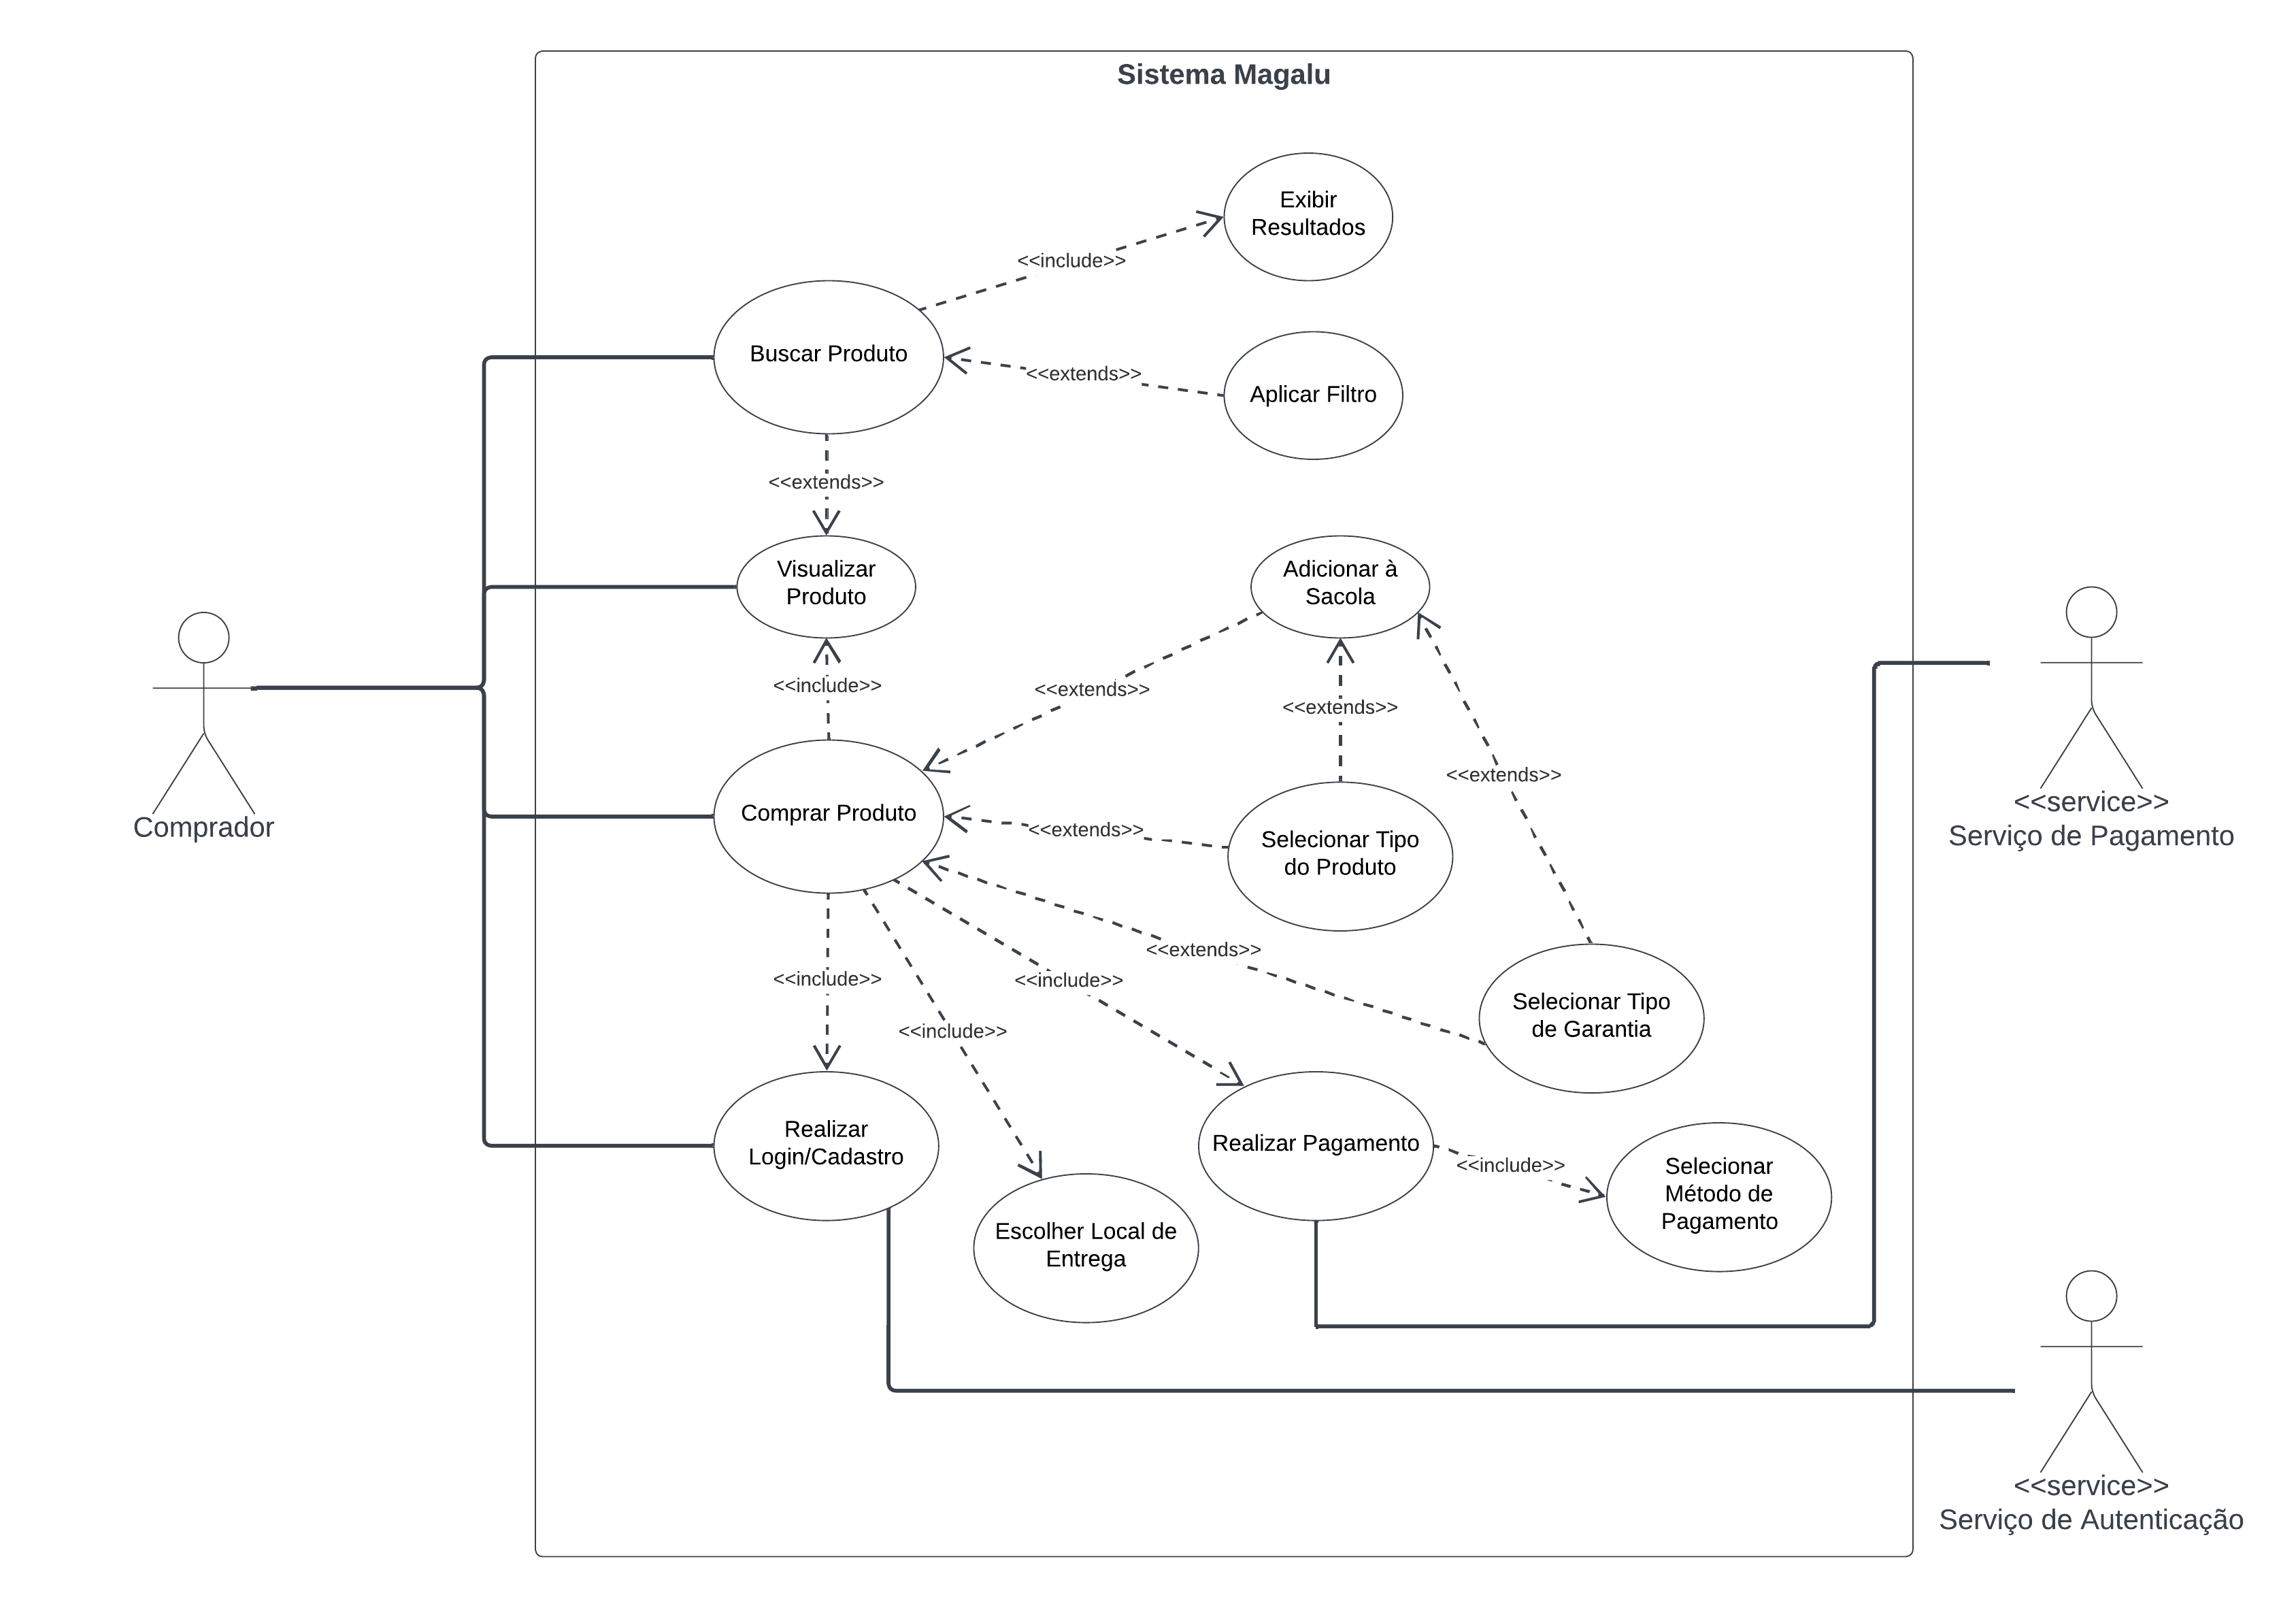 Sistema Magalu
Exibir
Resultados
<<include>>
Buscar Produto
<<extends>>
Aplicar Filtro
<<extends>>
Visualizar
Produto
Adicionar à
Sacola
<<include>>
<<extends>>
<<extends>>
<<extends>>
Comprador
Comprar Produto
<<extends>>
Selecionar Tipo
do Produto
<<service>>
Serviço de Pagamento
<<extends>>
<<include>>
<<include>>
<<include>>
Selecionar Tipo
de Garantia
Realizar
Login/Cadastro
Realizar Pagamento
<<include>>
Selecionar
Método de
Pagamento
Escolher Local de
Entrega
<<service>>
Serviço de Autenticação